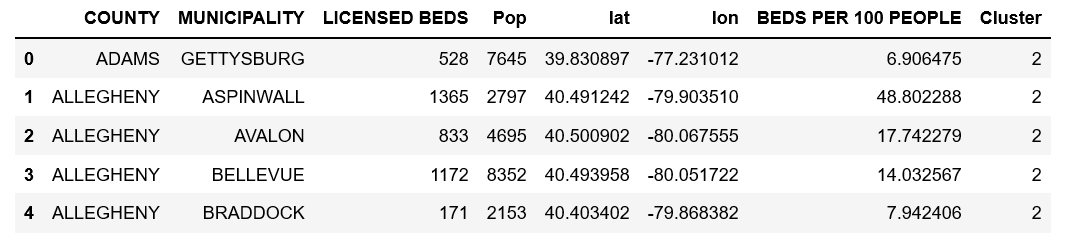 COUNTY MUNICIPALITY LICENSED BEDS Pop lat lon BEDS PER 100 PEOPLE Cluster
0 ADAMS GETTYSBURG 528 7645 39.830897 -77.231012 6.906475 2
1 ALLEGHENY ASPINWALL 1365 2797 40.491242 -79.903510 48.802288 2
2 ALLEGHENY AVALON 833 4695 40.500902 -80.067555 17.742279 2
3 ALLEGHENY BELLEVUE 1172 8352 40.493958 -80.051722 14.032567 2
4 ALLEGHENY BRADDOCK 171 2153 40.403402 -79.868382 7.942406 2